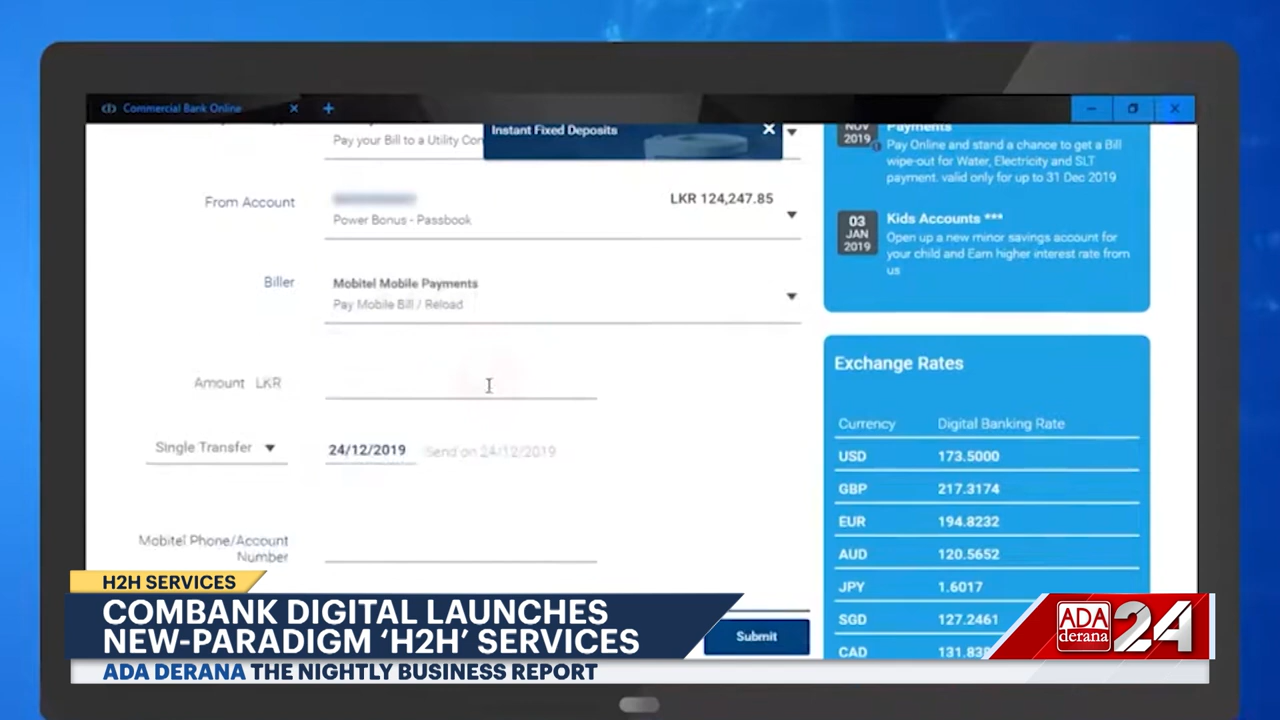 Commercial Bank Online
Pay your Bill to a Utility Con
Instant Fixed Deposits
From Account
LKR 124,247.85
Power Bonus - Passbook
Biller
Mobitel Mobile Payments
Pay Mobile Bill / Reload
Amount LKR
Single Transfer
24/12/2019
Send on 24/12/2019
Mobitel Phone/Account
Number
Submit
NOV
2019
Payments
Pay Online and stand a chance to get a Bill
wipe-out for Water, Electricity and SLT
payment. valid only for up to 31 Dec 2019
03
JAN
2019
Kids Accounts ***
Open up a new minor savings account for
your child and Earn higher interest rate from
us
Exchange Rates
Currency Digital Banking Rate
USD 173.5000
GBP 217.3174
EUR 194.8232
AUD 120.5652
JPY 1.6017
SGD 127.2461
CAD
H2H SERVICES
COMBANK DIGITAL LAUNCHES
NEW-PARADIGM ‘H2H’ SERVICES
ADA DERANA THE NIGHTLY BUSINESS REPORT
ADA
derana
24